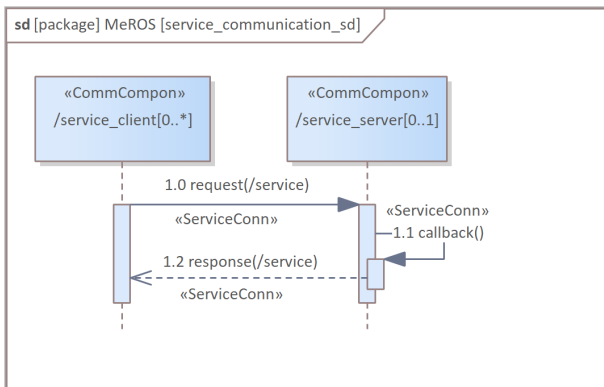 sd [package] MeROS [service_communication_sd]
«CommCompon»
/service_client[0..*]
«CommCompon»
/service_server[0..1]
1.0 request(/service)
«ServiceConn»
«ServiceConn»
1.1 callback()
1.2 response(/service)
«ServiceConn»